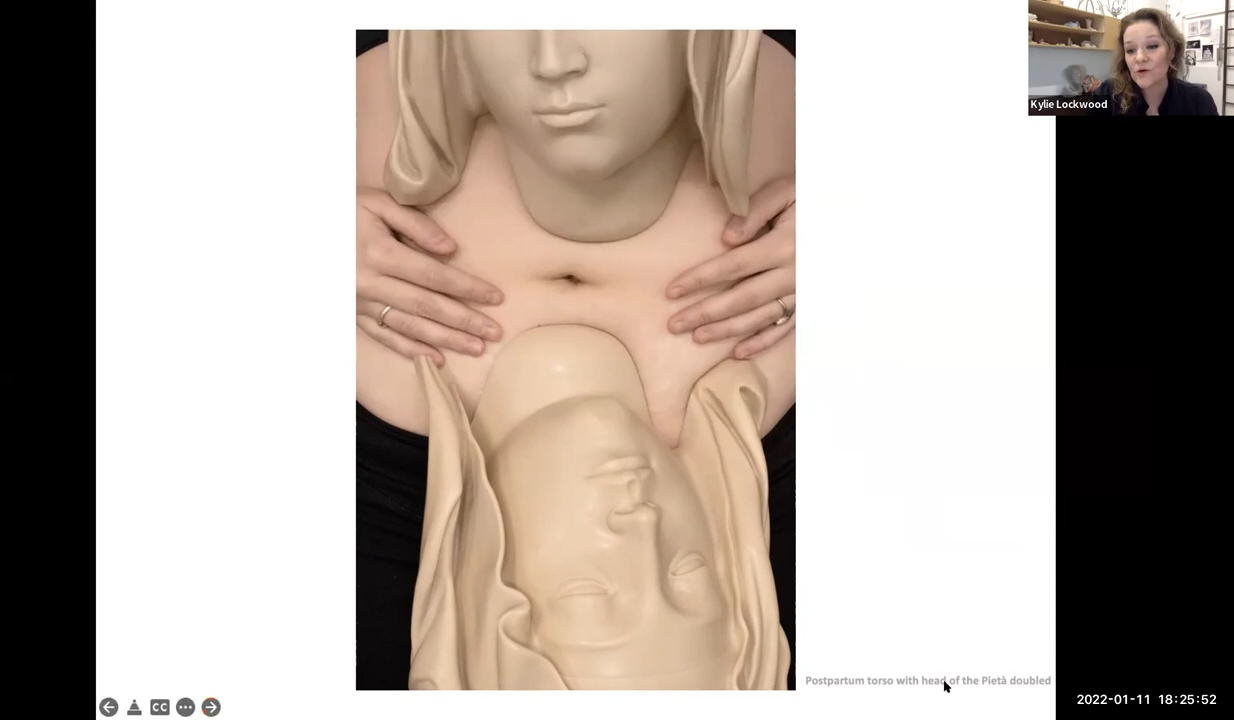 Kylie Lockwood
Postpartum torso with head of the Pietà doubled
CC
2022-01-11 18:25:52